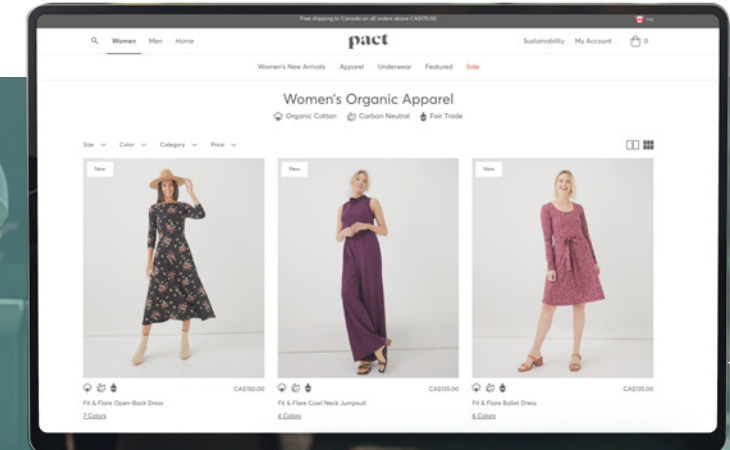 Free shipping to Canada on all orders above CA$170.00
Women Men Home
pact
Sustainability My Account 0
Women's New Arrivals Apparel Underwear Featured Sale
Women's Organic Apparel
Organic Cotton Carbon Neutral Fair Trade
Size Color Category Price
New New New
CA$150.00 CA$135.00 CA$135.00
Fit & Flare Open-Back Dress Fit & Flare Cowl Neck Jumpsuit Fit & Flare Ballet Dress
7 Colors 4 Colors 6 Colors